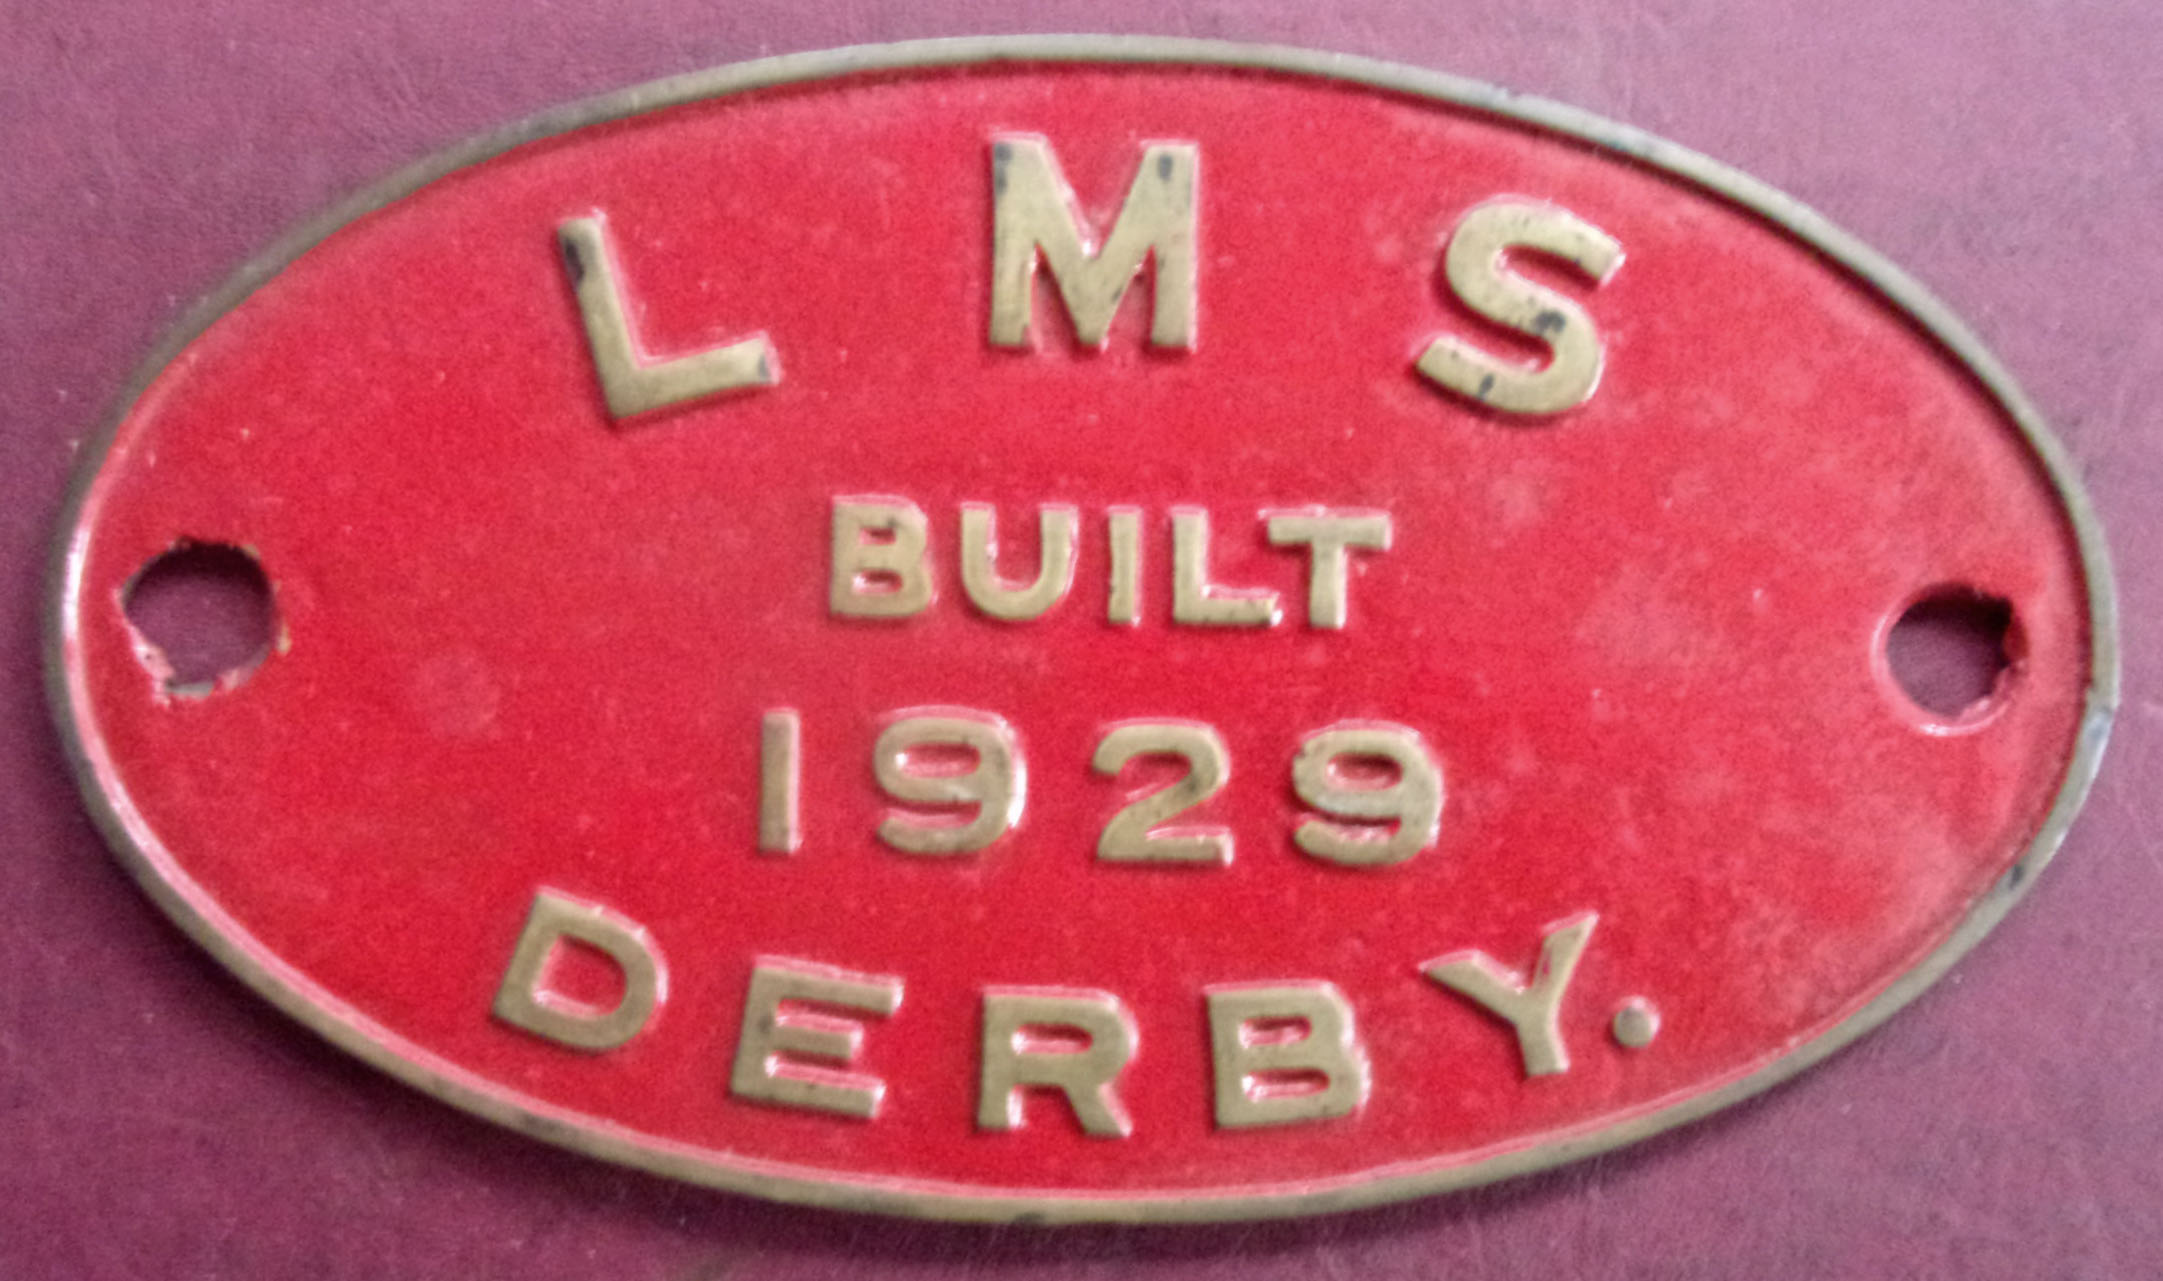 L M S
BUILT
1929
DERBY.